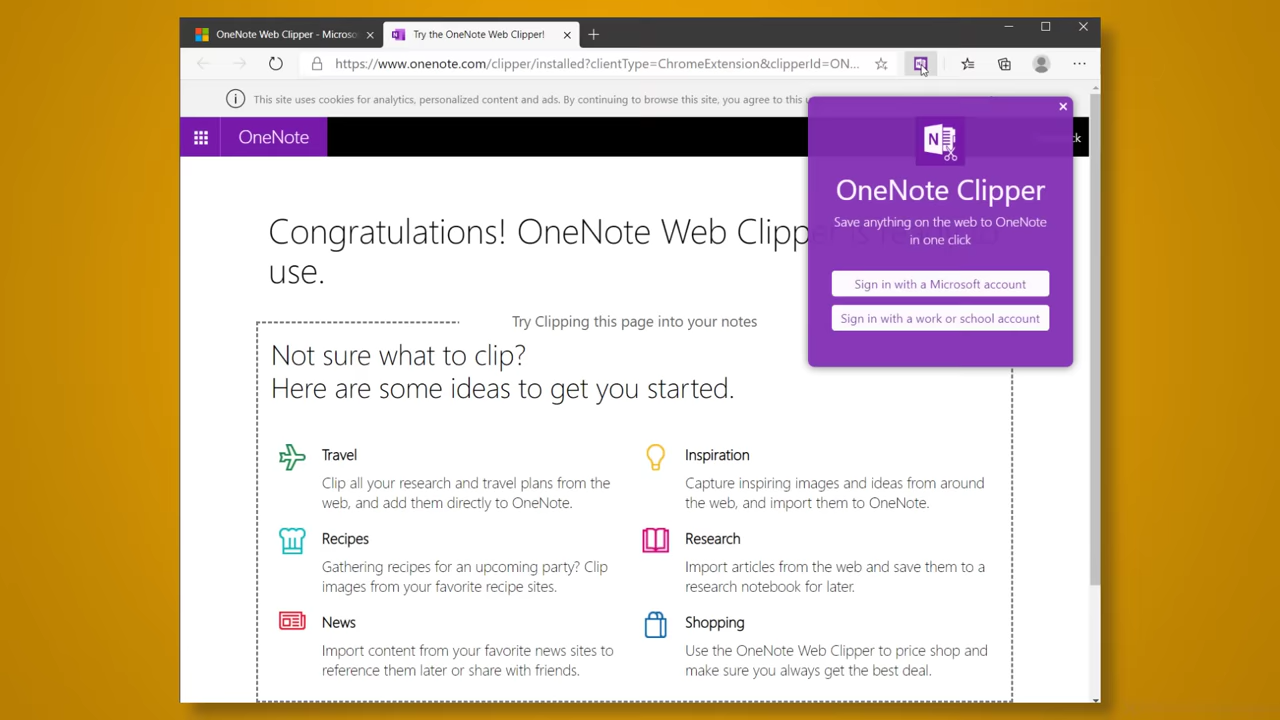 OneNote Web Clipper - Microso
Try the OneNote Web Clipper!
https://www.onenote.com/clipper/installed?clientType=ChromeExtension&clipperId=ON...
This site uses cookies for analytics, personalized content and ads. By continuing to browse this site, you agree to this
OneNote
N
OneNote Clipper
Save anything on the web to OneNote
in one click
Sign in with a Microsoft account
Sign in with a work or school account
Congratulations! OneNote Web Clipper
use.
Try Clipping this page into your notes
Not sure what to clip?
Here are some ideas to get you started.
Travel
Clip all your research and travel plans from the
web, and add them directly to OneNote.
Inspiration
Capture inspiring images and ideas from around
the web, and import them to OneNote.
Recipes
Gathering recipes for an upcoming party? Clip
images from your favorite recipe sites.
Research
Import articles from the web and save them to a
research notebook for later.
News
Import content from your favorite news sites to
reference them later or share with friends.
Shopping
Use the OneNote Web Clipper to price shop and
make sure you always get the best deal.